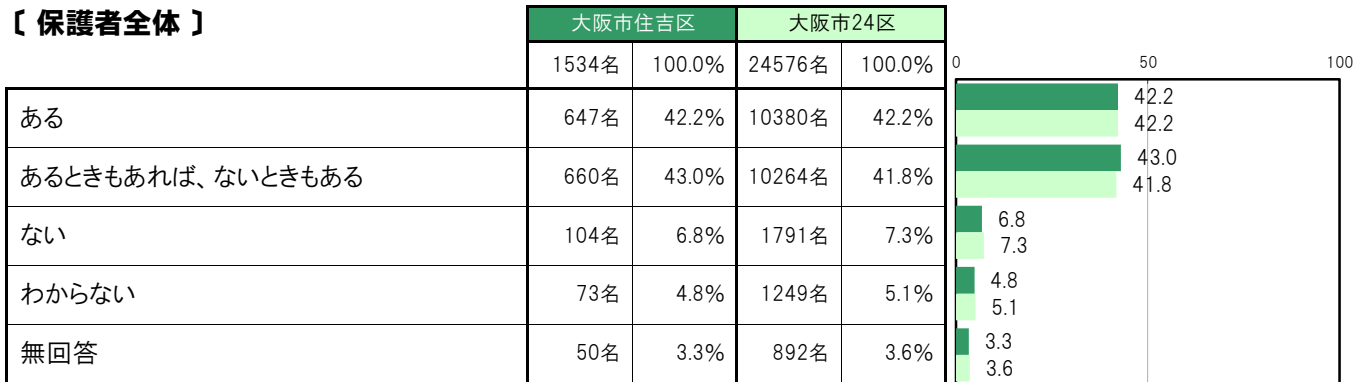 〔 保護者全体 〕
大阪市住吉区 大阪市24区
1534名 100.0% 24576名 100.0% 0 50 100
ある 647名 42.2% 10380名 42.2% 42.2
42.2
あるときもあれば、ないときもある 660名 43.0% 10264名 41.8% 43.0
41.8
ない 104名 6.8% 1791名 7.3% 6.8
7.3
わからない 73名 4.8% 1249名 5.1% 4.8
5.1
無回答 50名 3.3% 892名 3.6% 3.3
3.6